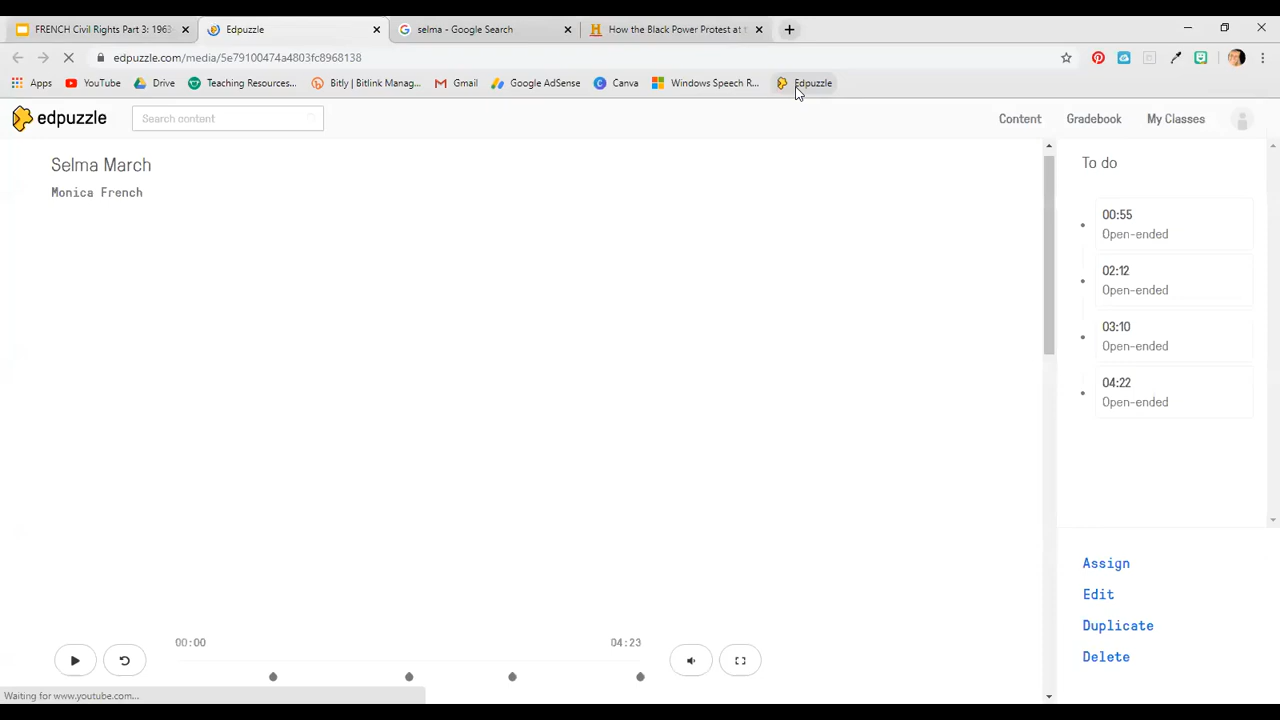 FRENCH Civil Rights Part 3: 1963
Edpuzzle
selma - Google Search
How the Black Power Protest at t
edpuzzle.com/media/5e79100474a4803fc8968138
Apps
YouTube
Drive
Teaching Resources...
Bitly | Bitlink Manag...
Gmail
Google AdSense
Canva
Windows Speech R...
Edpuzzle
edpuzzle
Search content
Content
Gradebook
My Classes
Selma March
Monica French
To do
00:55
Open-ended
02:12
Open-ended
03:10
Open-ended
04:22
Open-ended
Assign
Edit
Duplicate
Delete
00:00
04:23
Waiting for www.youtube.com...